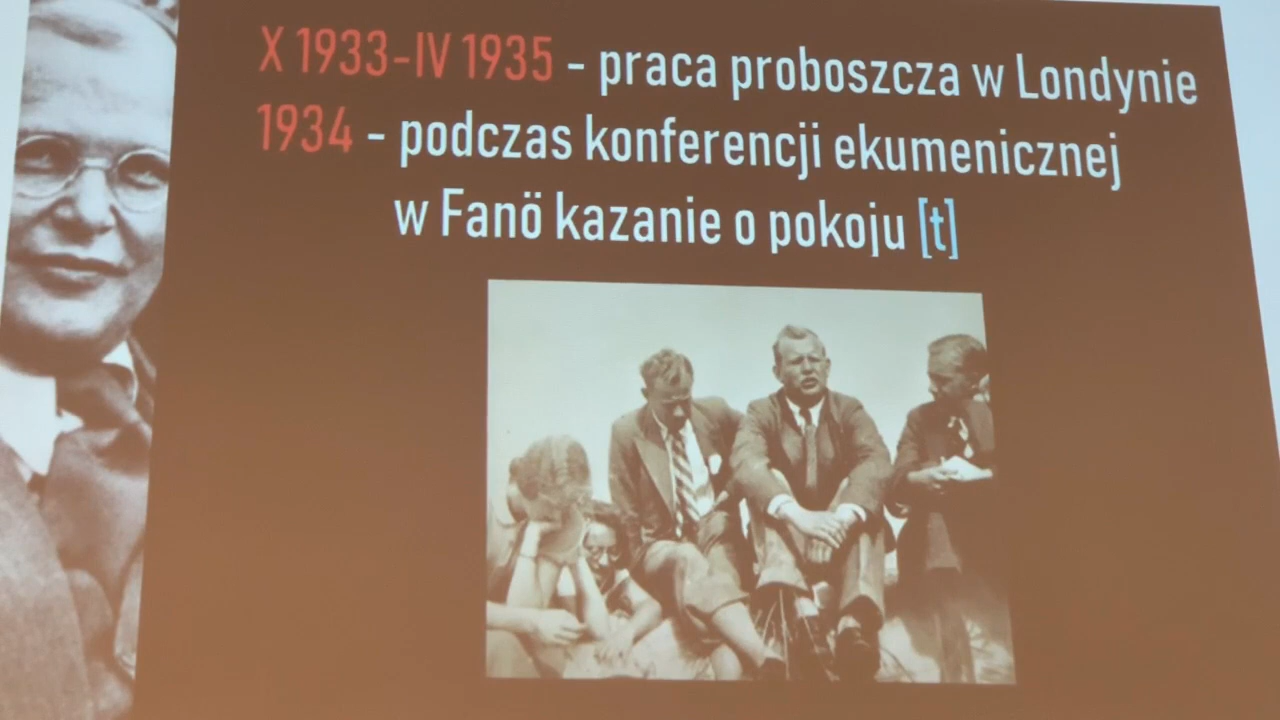 X 1933-IV 1935 - praca proboszcza w Londynie
1934 - podczas konferencji ekumenicznej
w Fanö kazanie o pokoju [t]